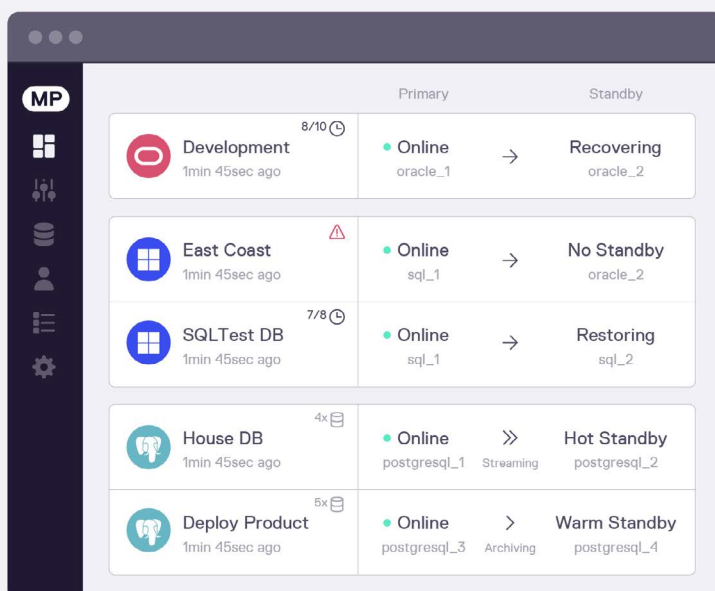 MP
Primary Standby
8/10
Development Online Recovering
1min 45sec ago oracle_1 oracle_2
East Coast Online No Standby
1min 45sec ago sql_1 oracle_2
7/8
SQLTest DB Online Restoring
1min 45sec ago sql_1 sql_2
4x
House DB Online Hot Standby
1min 45sec ago postgresql_1 Streaming postgresql_2
5x
Deploy Product Online Warm Standby
1min 45sec ago postgresql_3 Archiving postgresql_4